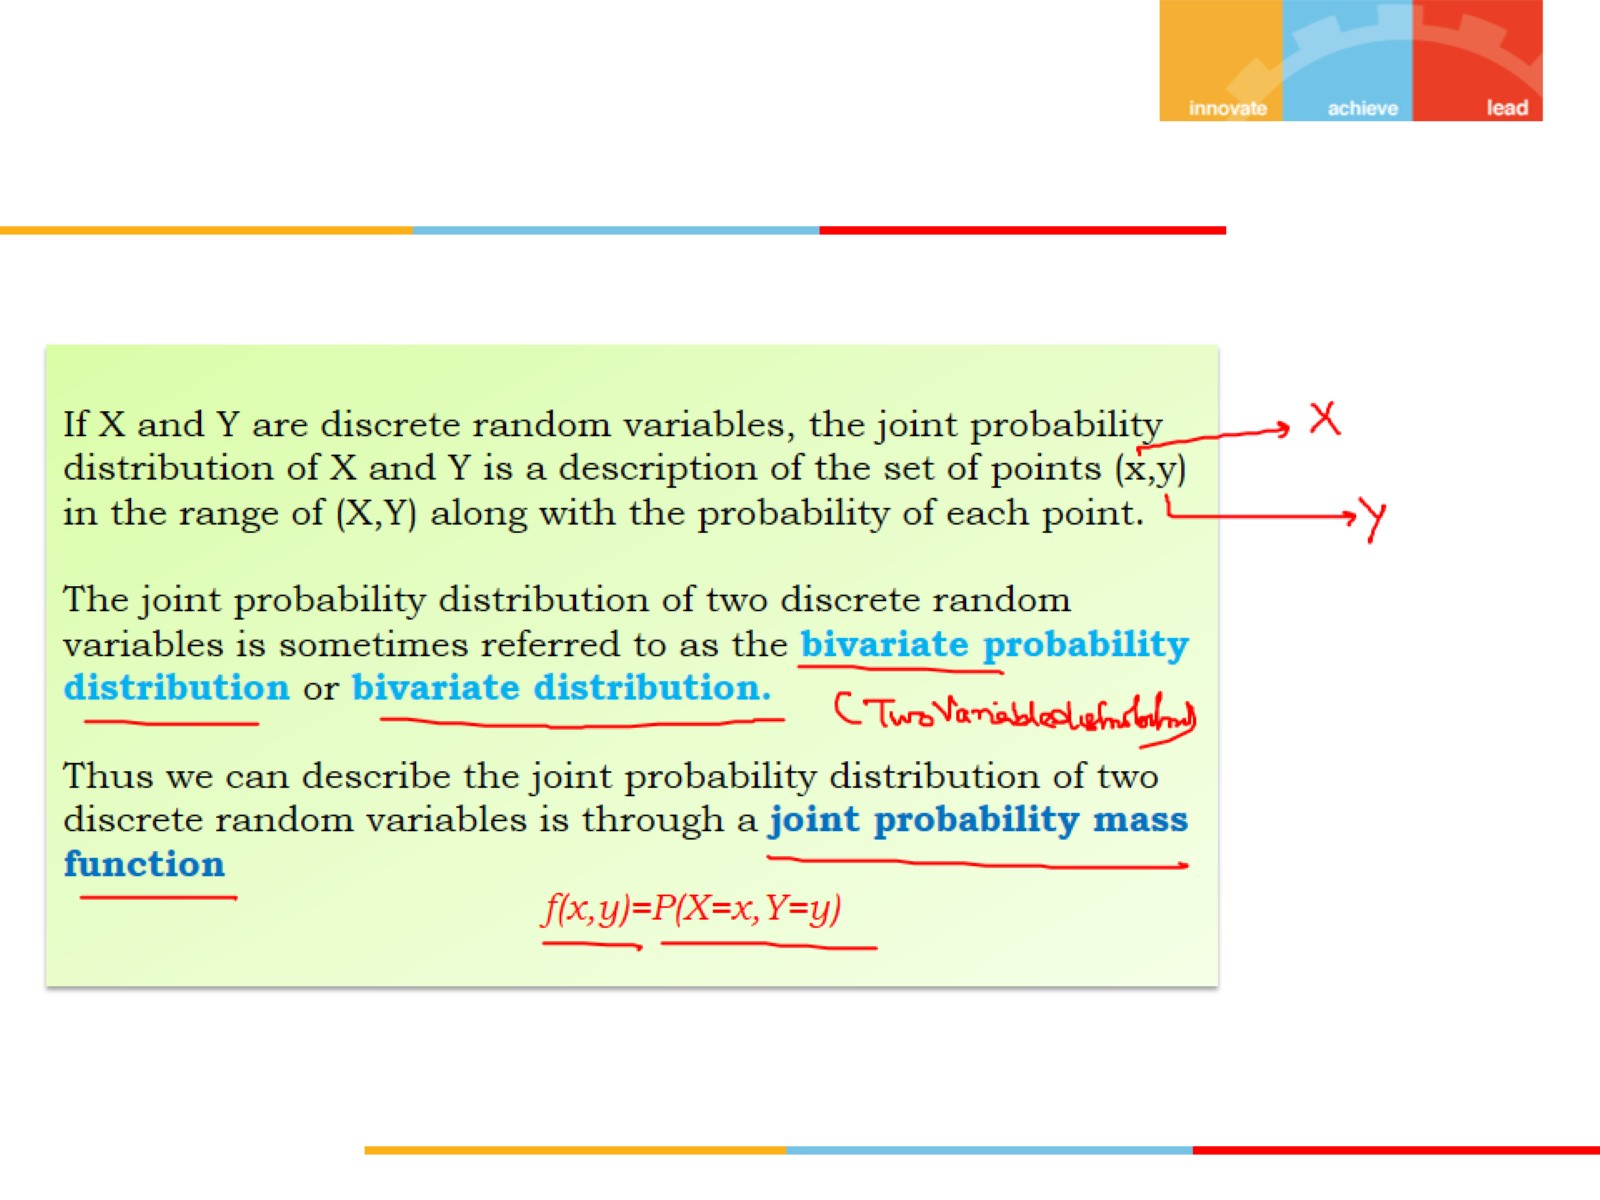 innovate achieve lead
If X and Y are discrete random variables, the joint probability
X
distribution of X and Y is a description of the set of points (x,y)
in the range of (X,Y) along with the probability of each point.
Y
The joint probability distribution of two discrete random
variables is sometimes referred to as the bivariate probability
distribution or bivariate distribution.
(Two Variable distribution)
Thus we can describe the joint probability distribution of two
discrete random variables is through a joint probability mass
function
f(x,y)=P(X=x,Y=y)